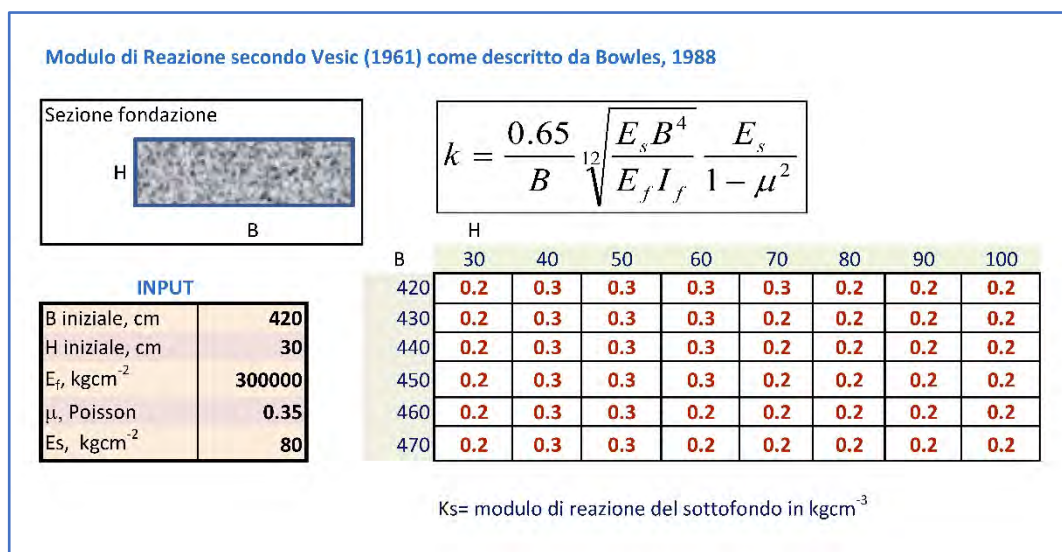 Modulo di Reazione secondo Vesic (1961) come descritto da Bowles, 1988
Sezione fondazione
H
B
k = 0.65/B ¹²√(E_s B⁴ / E_f I_f) E_s / (1 − μ²)
INPUT
B iniziale, cm 420
H iniziale, cm 30
E_f, kgcm⁻² 300000
μ, Poisson 0.35
Es, kgcm⁻² 80
H
B 30 40 50 60 70 80 90 100
420 0.2 0.3 0.3 0.3 0.3 0.2 0.2 0.2
430 0.2 0.3 0.3 0.3 0.2 0.2 0.2 0.2
440 0.2 0.3 0.3 0.3 0.2 0.2 0.2 0.2
450 0.2 0.3 0.3 0.3 0.2 0.2 0.2 0.2
460 0.2 0.3 0.3 0.2 0.2 0.2 0.2 0.2
470 0.2 0.3 0.3 0.2 0.2 0.2 0.2 0.2
Ks= modulo di reazione del sottofondo in kgcm⁻³